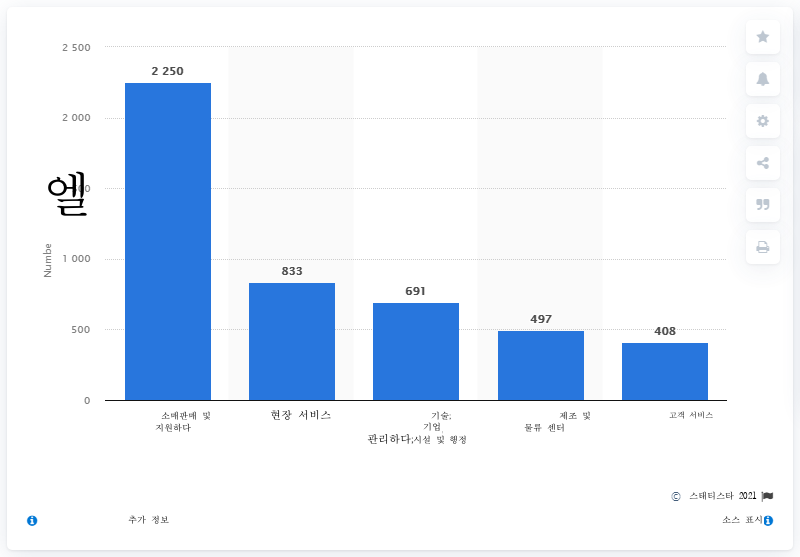 2 500
2 250
2 000
엘
00
1 000
Numbe
833
691
500
497
408
0
소매판매 및
지원하다
현장 서비스
기술;
기업
관리하다;시설 및 행정
제조 및
물류 센터
고객 서비스
© 스태티스타 2021
추가 정보
소스 표시